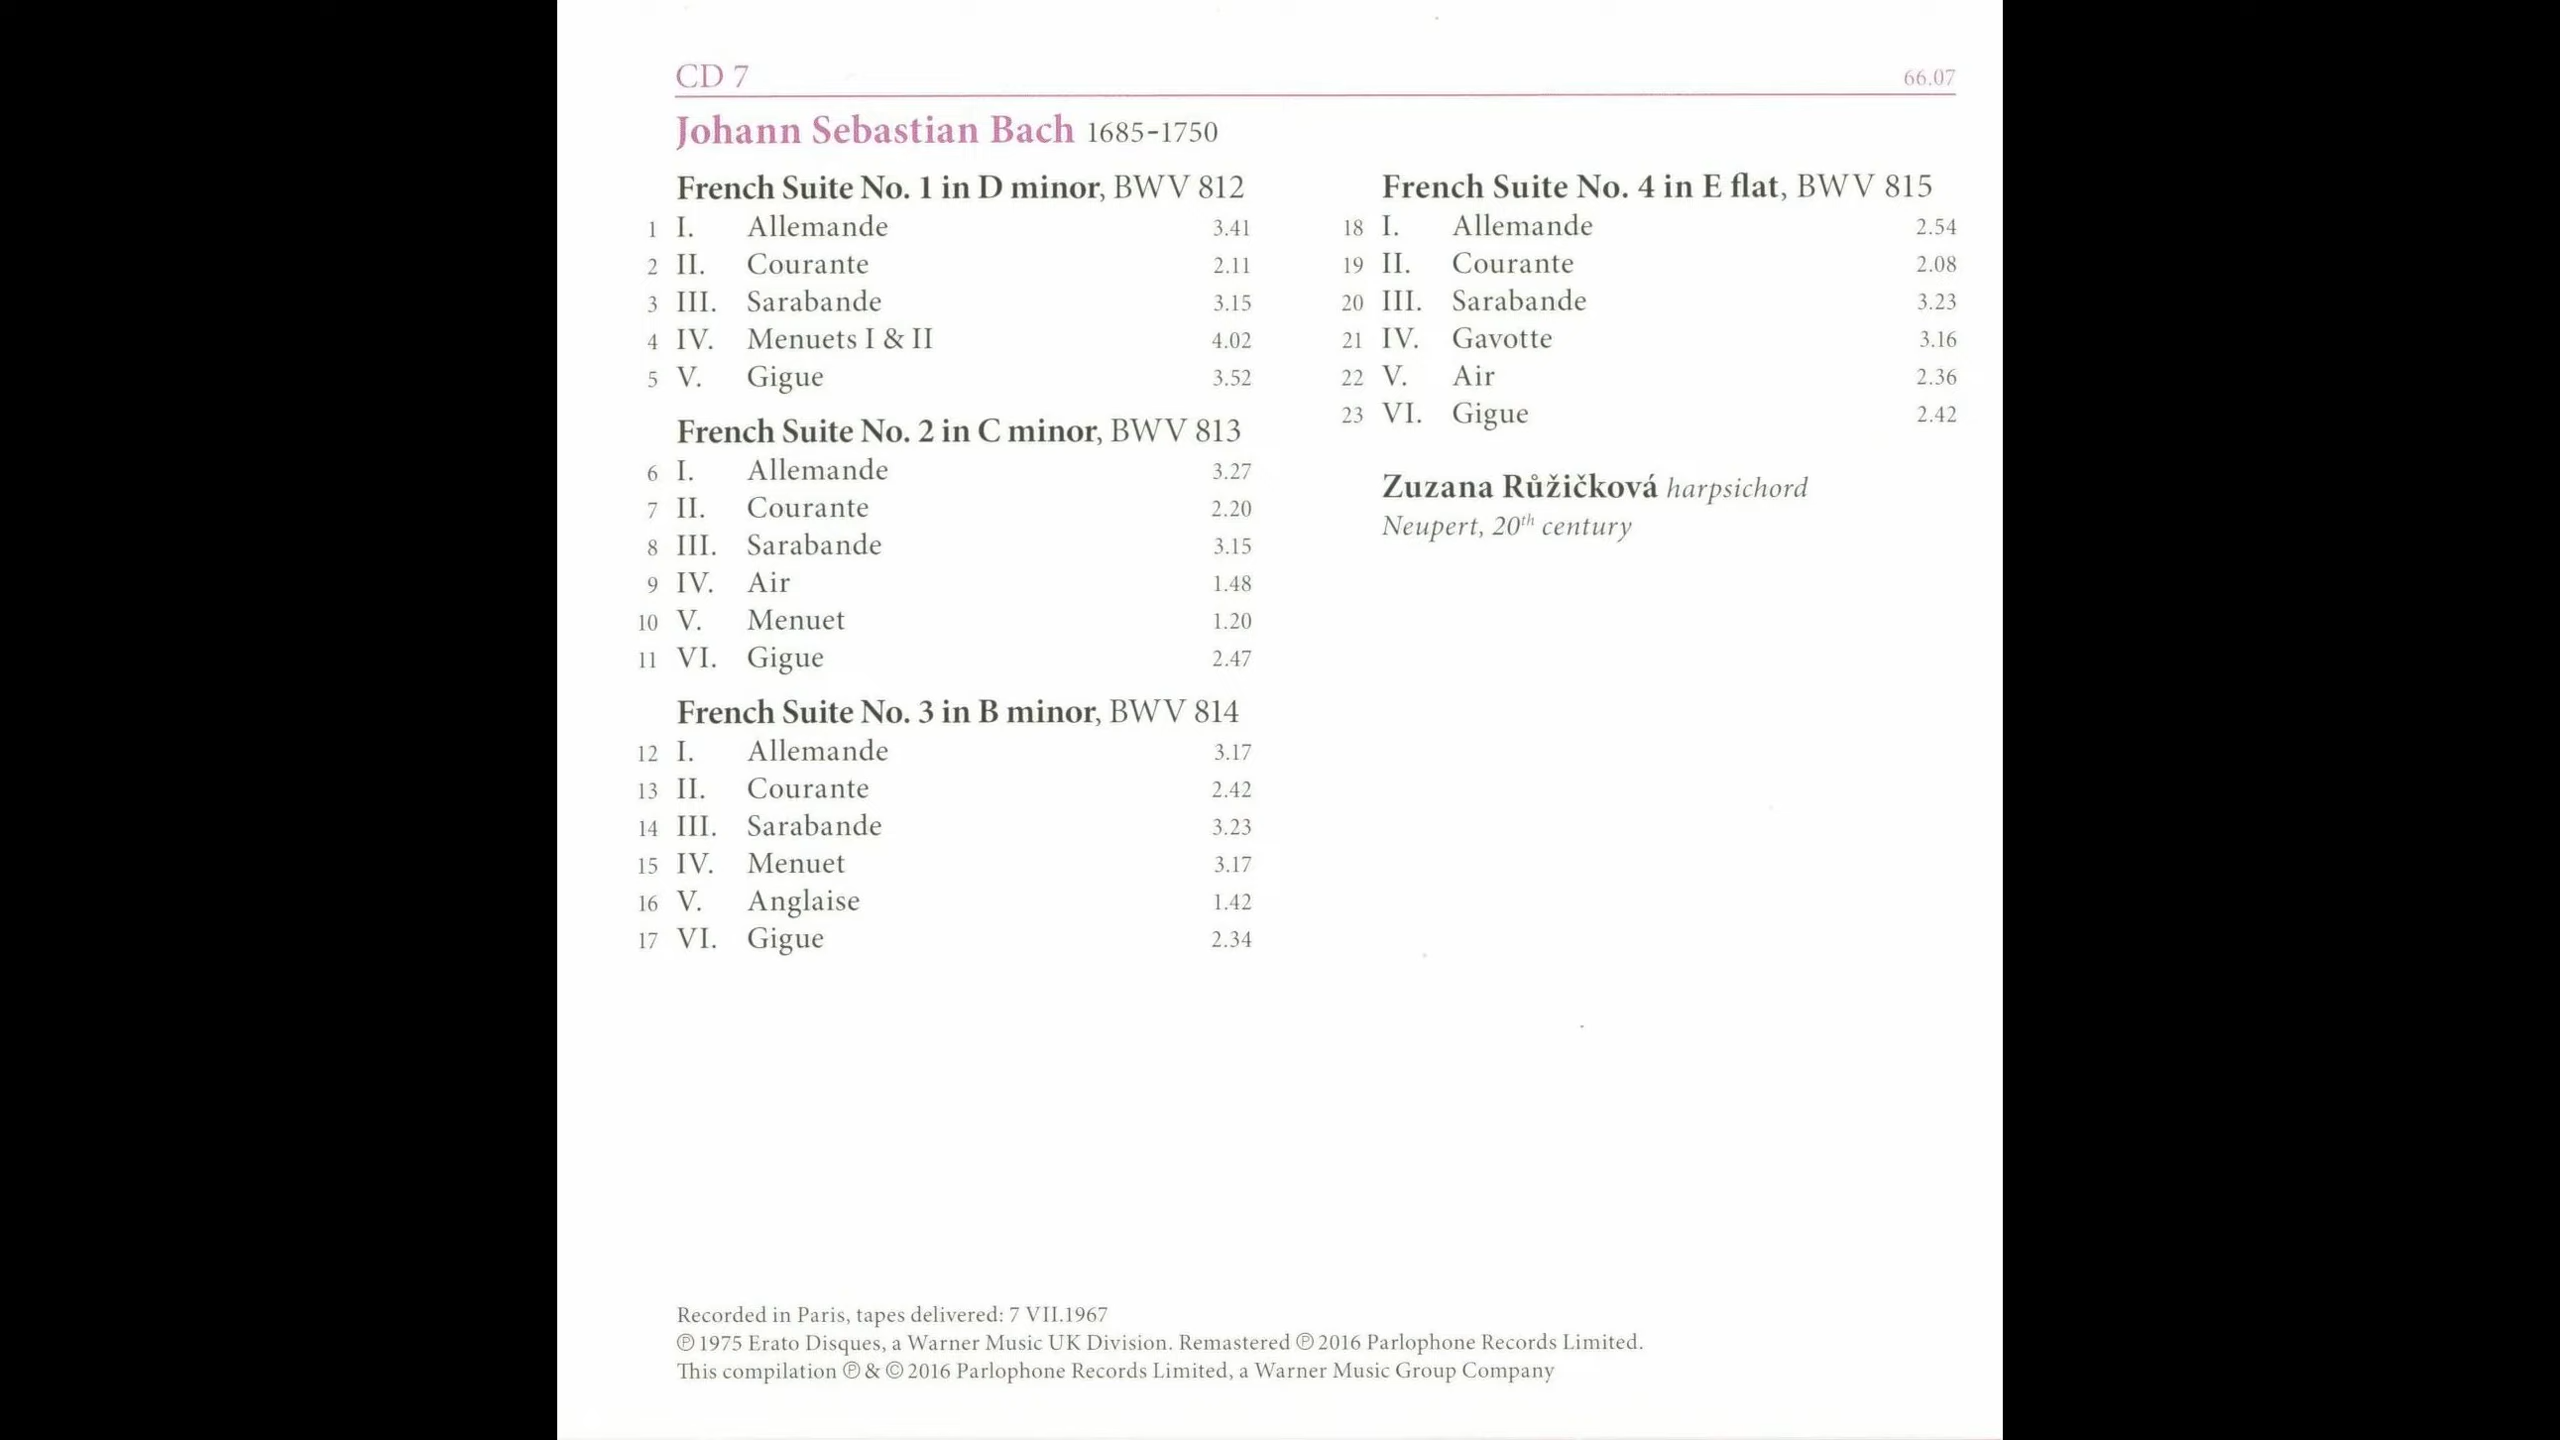 CD 7 66.07
Johann Sebastian Bach 1685-1750
French Suite No. 1 in D minor, BWV 812
1 I. Allemande 3.41
2 II. Courante 2.11
3 III. Sarabande 3.15
4 IV. Menuets I & II 4.02
5 V. Gigue 3.52
French Suite No. 2 in C minor, BWV 813
6 I. Allemande 3.27
7 II. Courante 2.20
8 III. Sarabande 3.15
9 IV. Air 1.48
10 V. Menuet 1.20
11 VI. Gigue 2.47
French Suite No. 3 in B minor, BWV 814
12 I. Allemande 3.17
13 II. Courante 2.42
14 III. Sarabande 3.23
15 IV. Menuet 3.17
16 V. Anglaise 1.42
17 VI. Gigue 2.34
French Suite No. 4 in E flat, BWV 815
18 I. Allemande 2.54
19 II. Courante 2.08
20 III. Sarabande 3.23
21 IV. Gavotte 3.16
22 V. Air 2.36
23 VI. Gigue 2.42
Zuzana Růžičková harpsichord
Neupert, 20th century
Recorded in Paris, tapes delivered: 7 VII.1967
℗ 1975 Erato Disques, a Warner Music UK Division. Remastered ℗ 2016 Parlophone Records Limited.
This compilation ℗ & © 2016 Parlophone Records Limited, a Warner Music Group Company